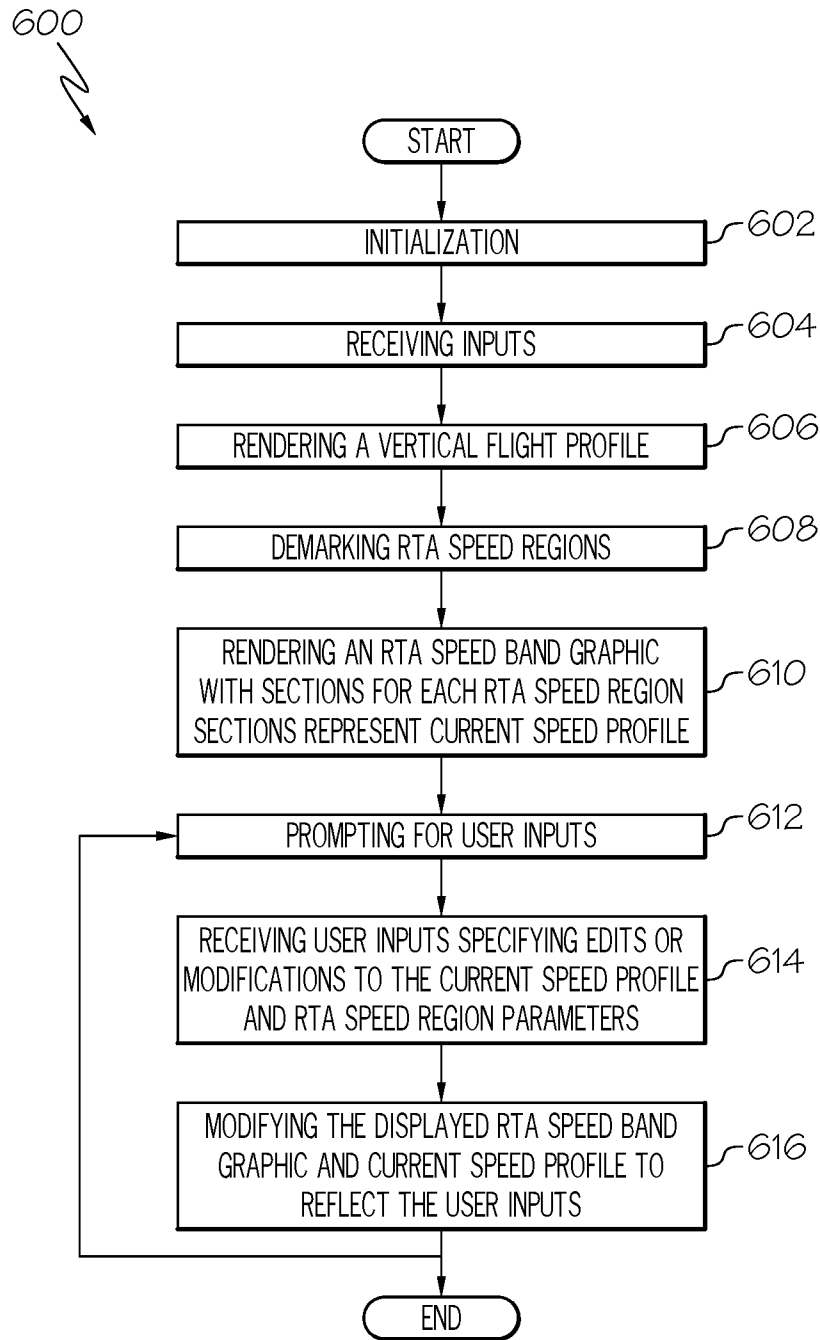 600
START
INITIALIZATION
602
RECEIVING INPUTS
604
RENDERING A VERTICAL FLIGHT PROFILE
606
DEMARKING RTA SPEED REGIONS
608
RENDERING AN RTA SPEED BAND GRAPHIC
WITH SECTIONS FOR EACH RTA SPEED REGION
SECTIONS REPRESENT CURRENT SPEED PROFILE
610
PROMPTING FOR USER INPUTS
612
RECEIVING USER INPUTS SPECIFYING EDITS OR
MODIFICATIONS TO THE CURRENT SPEED PROFILE
AND RTA SPEED REGION PARAMETERS
614
MODIFYING THE DISPLAYED RTA SPEED BAND
GRAPHIC AND CURRENT SPEED PROFILE TO
REFLECT THE USER INPUTS
616
END